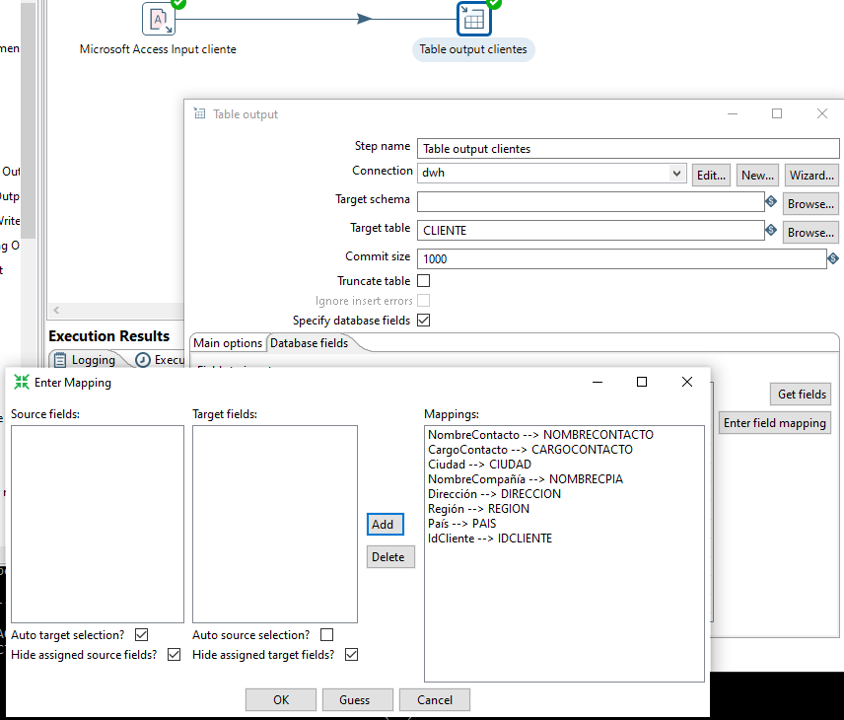 Microsoft Access Input cliente
Table output clientes
Table output
Step name
Table output clientes
Connection
dwh
Edit...
New...
Wizard...
Target schema
Browse...
Target table
CLIENTE
Browse...
Commit size
1000
Truncate table
Ignore insert errors
Specify database fields
Execution Results
Logging
Execu
Main options
Database fields
Get fields
Enter field mapping
Enter Mapping
Source fields:
Target fields:
Mappings:
NombreContacto --> NOMBRECONTACTO
CargoContacto --> CARGOCONTACTO
Ciudad --> CIUDAD
NombreCompañía --> NOMBRECPIA
Dirección --> DIRECCION
Región --> REGION
País --> PAIS
IdCliente --> IDCLIENTE
Add
Delete
Auto target selection?
Auto source selection?
Hide assigned source fields?
Hide assigned target fields?
OK
Guess
Cancel